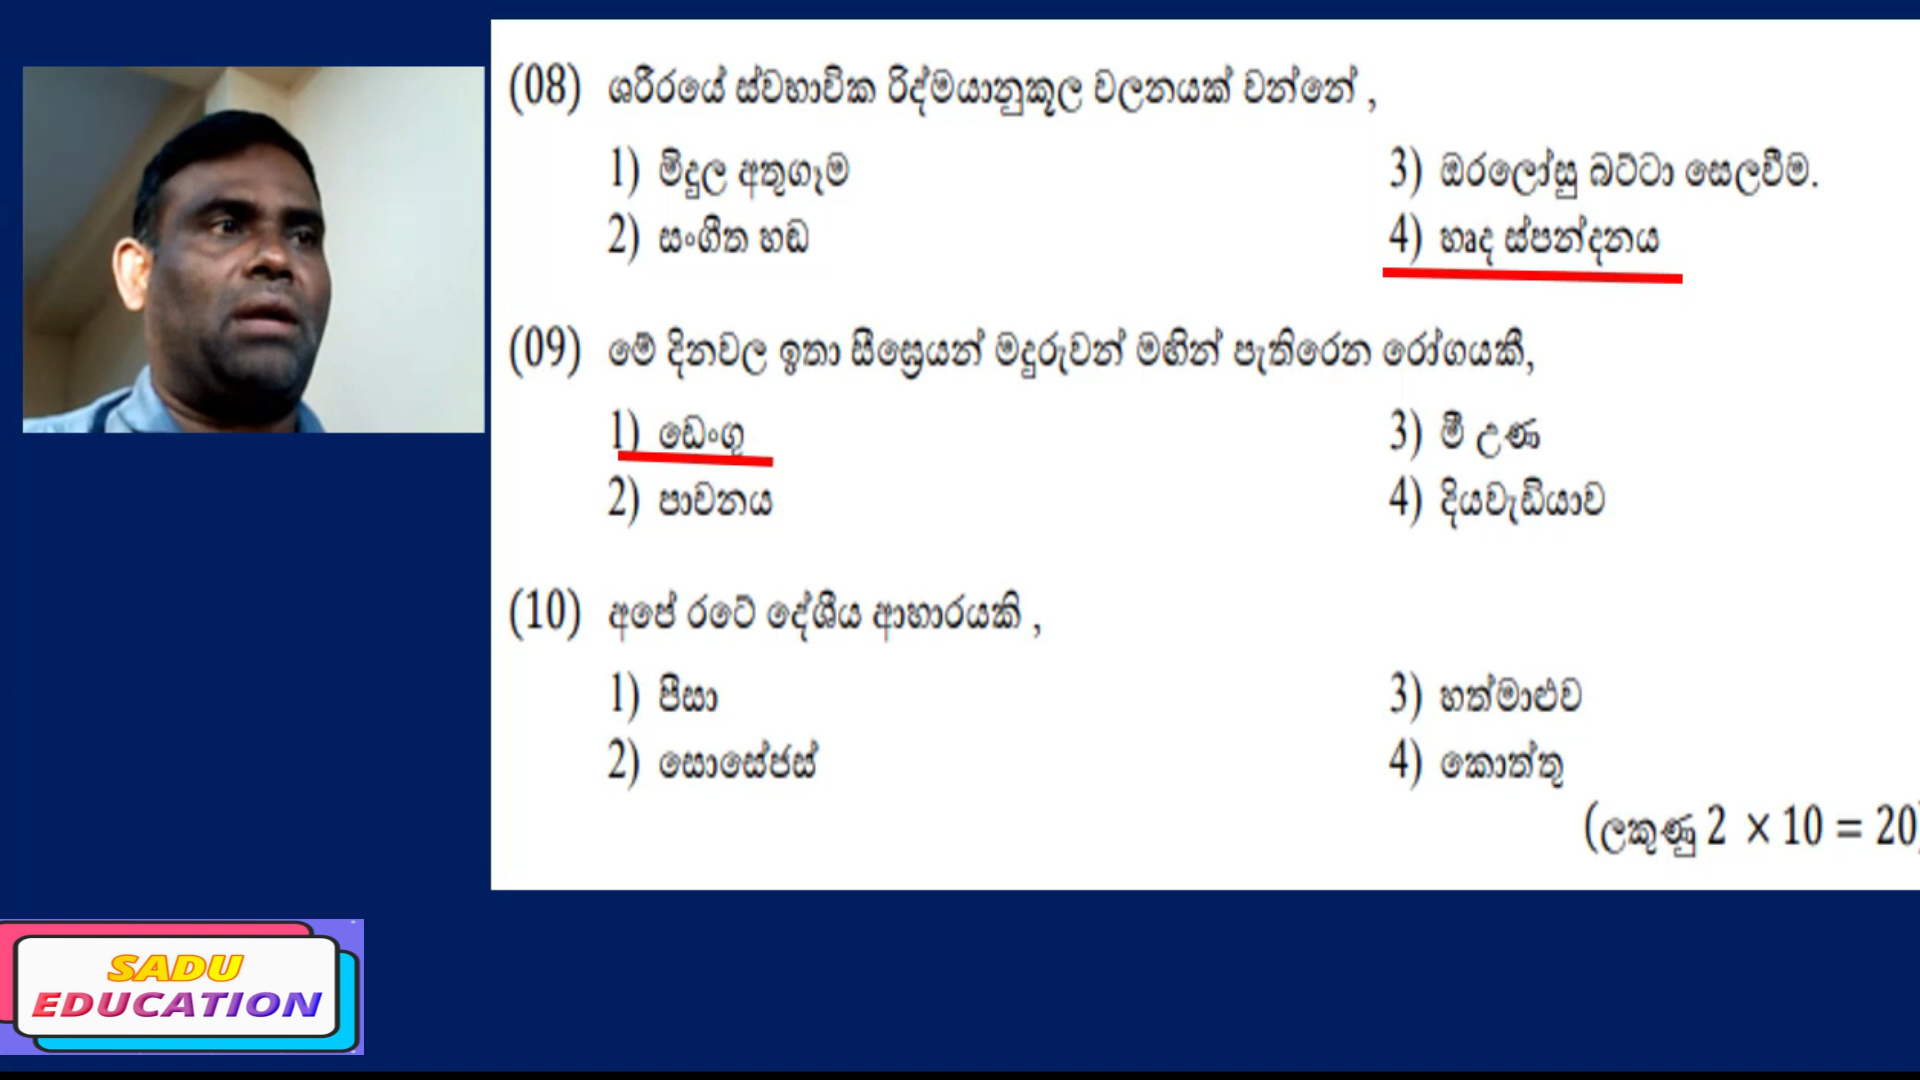 (08) ශරීරයේ ස්වභාවික රිද්මයානුකූල චලනයක් වන්නේ ,
1) මිදුල අතුගෑම
3) ඔරලෝසු බට්ටා සෙලවීම.
2) සංගීත හඬ
4) හෘද ස්පන්දනය
(09) මේ දිනවල ඉතා සීඝ්‍රෙයන් මදුරුවන් මඟින් පැතිරෙන රෝගයකී,
1) ඩෙංගු
3) මී උණ
2) පාචනය
4) දියවැඩියාව
(10) අපේ රටේ දේශීය ආහාරයකි ,
1) පීසා
3) හත්මාළුව
2) සොසේජස්
4) කොත්තු
(ලකුණු 2 × 10 = 20)
SADU
EDUCATION